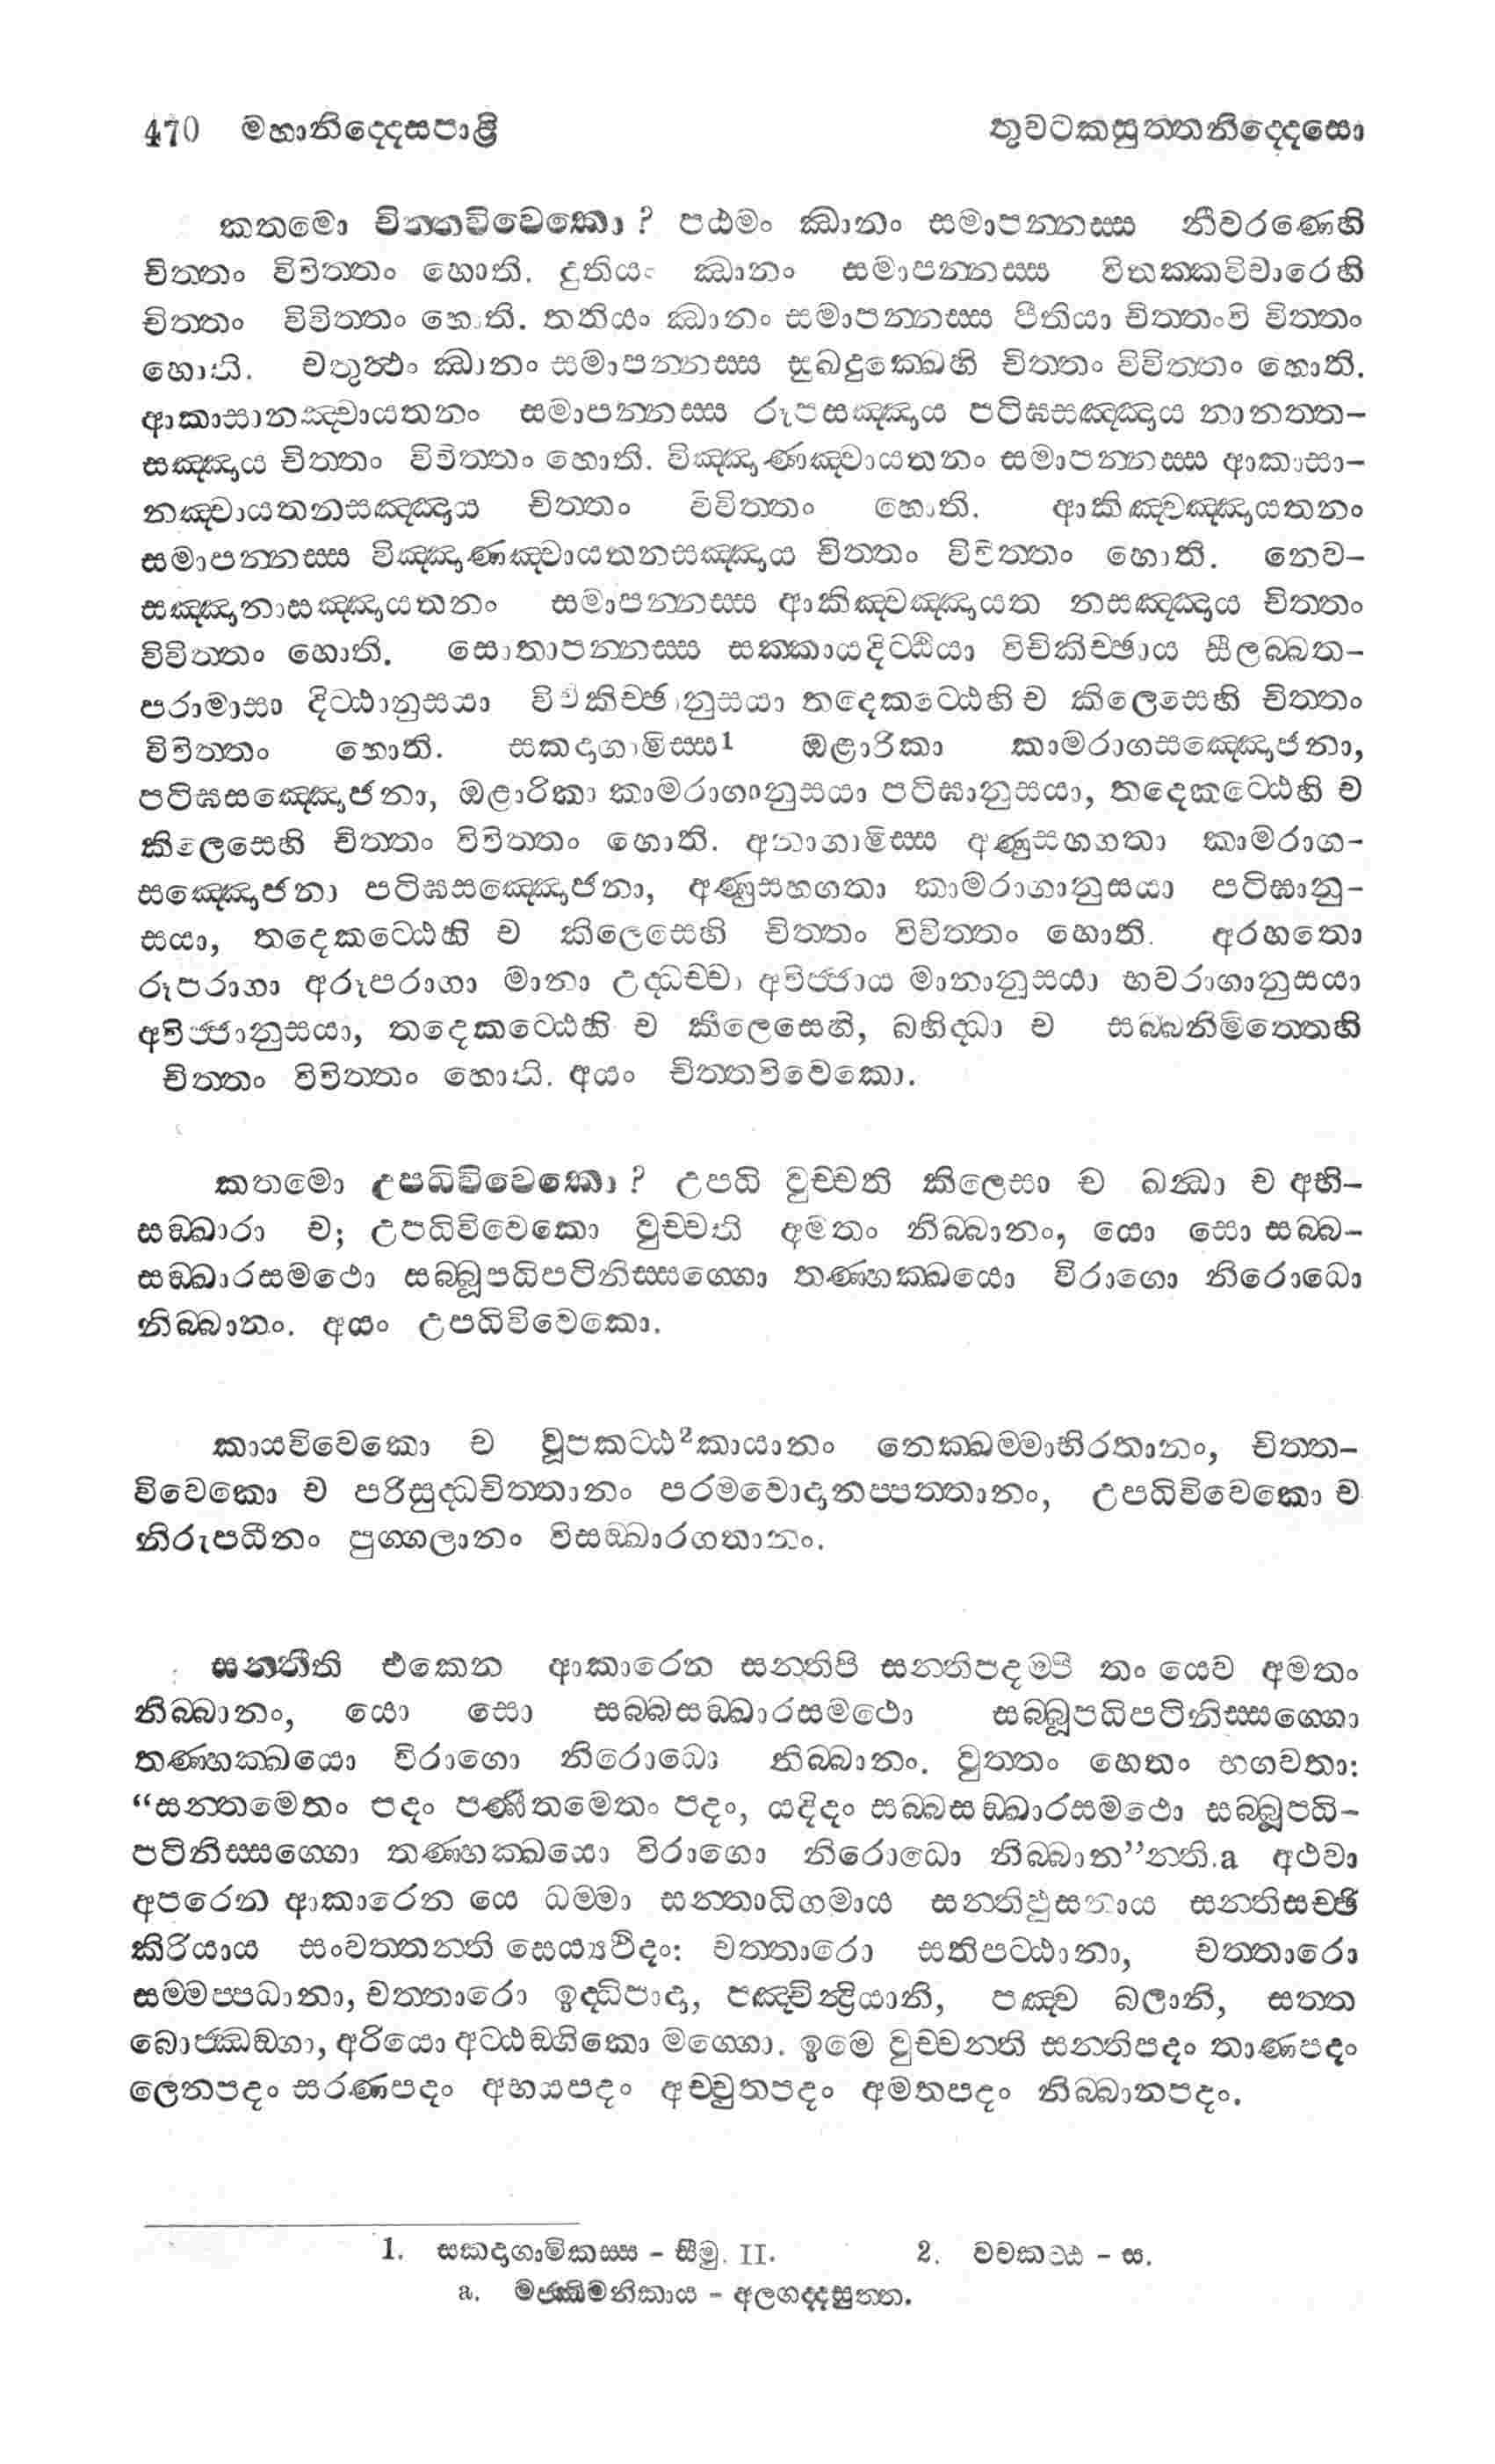 470 මහානිද්දෙසපාළි තුවටකසුත්තනිද්දෙසො
කතමො චිත්තවිවෙකො? පඨමං ඣානං සමාපන්නස්ස නීවරණෙහි
චිත්තං විවිත්තං හොති. දුතියං ඣානං සමාපන්නස්ස විතක්කවිචාරෙහි
චිත්තං විවිත්තං හොති. තතියං ඣානං සමාපන්නස්ස පීතියා චිත්තංවි විත්තං
හොති. චතුත්ථං ඣානං සමාපන්නස්ස සුඛදුක්ඛෙහි චිත්තං විවිත්තං හොති.
ආකාසානඤ්චායතනං සමාපන්නස්ස රූපසඤ්ඤාය පටිඝසඤ්ඤාය නානත්ත-
සඤ්ඤාය චිත්තං විවිත්තං හොති. විඤ්ඤාණඤ්චායතනං සමාපන්නස්ස ආකාසා-
නඤ්චායතනසඤ්ඤාය චිත්තං විවිත්තං හොති. ආකිඤ්චඤ්ඤායතනං
සමාපන්නස්ස විඤ්ඤාණඤ්චායතනසඤ්ඤාය චිත්තං විවිත්තං හොති. නෙව-
සඤ්ඤානාසඤ්ඤායතනං සමාපන්නස්ස ආකිඤ්චඤ්ඤායත නසඤ්ඤාය චිත්තං
විවිත්තං හොති. සොතාපන්නස්ස සක්කායදිට්ඨියා විචිකිච්ඡාය සීලබ්බත-
පරාමාසා දිට්ඨානුසයා විචිකිච්ඡානුසයා තදෙකට්ඨෙහි ච කිලෙසෙහි චිත්තං
විවිත්තං හොති. සකදාගාමිස්ස¹ ඔළාරිකා කාමරාගසඤ්ඤොජනා,
පටිඝසඤ්ඤොජනා, ඔළාරිකා කාමරාගානුසයා පටිඝානුසයා, තදෙකට්ඨෙහි ච
කිලෙසෙහි චිත්තං විවිත්තං හොති. අනාගාමිස්ස අණුසහගතා කාමරාග-
සඤ්ඤොජනා පටිඝසඤ්ඤොජනා, අණුසහගතා කාමරාගානුසයා පටිඝානු-
සයා, තදෙකට්ඨෙහි ච කිලෙසෙහි චිත්තං විවිත්තං හොති. අරහතො
රූපරාගා අරූපරාගා මානා උද්ධච්චා අවිජ්ජාය මානානුසයා භවරාගානුසයා
අවිජ්ජානුසයා, තදෙකට්ඨෙහි ච කිලෙසෙහි, බහිද්ධා ච සබ්බනිමිත්තෙහි
චිත්තං විවිත්තං හොති. අයං චිත්තවිවෙකො.
කතමො උපධිවිවෙකො? උපධි වුච්චති කිලෙසා ච ඛන්ධා ච අභි-
සඞ්ඛාරා ච; උපධිවිවෙකො වුච්චති අමතං නිබ්බානං, යො සො සබ්බ-
සඞ්ඛාරසමථො සබ්බූපධිපටිනිස්සග්ගො තණ්හක්ඛයො විරාගො නිරොධො
නිබ්බානං. අයං උපධිවිවෙකො.
කායවිවෙකො ච වූපකට්ඨ²කායානං නෙක්ඛම්මාභිරතානං, චිත්ත-
විවෙකො ච පරිසුද්ධචිත්තානං පරමවොදානප්පත්තානං, උපධිවිවෙකො ච
නිරූපධීනං පුග්ගලානං විසඞ්ඛාරගතානං.
සන්තීති එකෙන ආකාරෙන සන්තිපි සන්තිපදම්පි තං යෙව අමතං
නිබ්බානං, යො සො සබ්බසඞ්ඛාරසමථො සබ්බූපධිපටිනිස්සග්ගො
තණ්හක්ඛයො විරාගො නිරොධො නිබ්බානං. වුත්තං හෙතං භගවතා:
“සන්තමෙතං පදං පණීතමෙතං පදං, යදිදං සබ්බසඞ්ඛාරසමථො සබ්බූපධි-
පටිනිස්සග්ගො තණ්හක්ඛයො විරාගො නිරොධො නිබ්බාන”න්ති.a අථවා
අපරෙන ආකාරෙන යෙ ධම්මා සන්තාධිගමාය සන්තිඵුසනාය සන්තිසච්ඡි
කිරියාය සංවත්තන්ති සෙය්‍යථිදං: චත්තාරො සතිපට්ඨානා, චත්තාරො
සම්මප්පධානා, චත්තාරො ඉද්ධිපාදා, පඤ්චින්ද්‍රියානි, පඤ්ච බලානි, සත්ත
බොජ්ඣඞ්ගා, අරියො අට්ඨඞ්ගිකො මග්ගො. ඉමෙ වුච්චන්ති සන්තිපදං තාණපදං
ලෙනපදං සරණපදං අභයපදං අච්චුතපදං අමතපදං නිබ්බානපදං.
1. සකදාගාමිකස්ස - සීමු. II. 2. වවකට්ඨ - ස.
a. මජ්ඣිමනිකාය - අලගද්දසුත්ත.